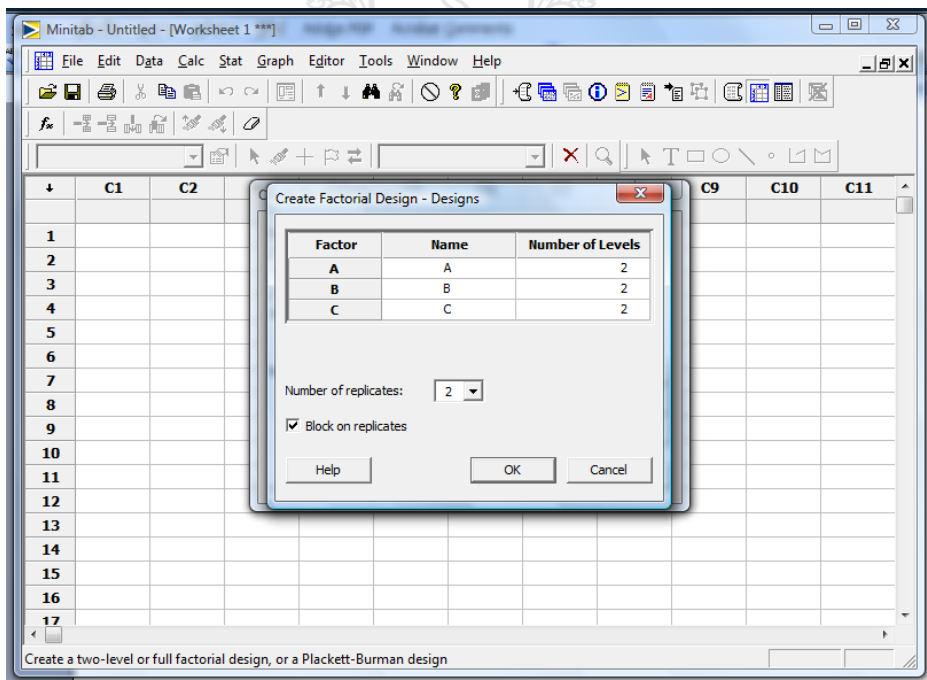 Minitab - Untitled - [Worksheet 1 ***]
File Edit Data Calc Stat Graph Editor Tools Window Help
C1 C2 C9 C10 C11
Create Factorial Design - Designs
Factor Name Number of Levels
A A 2
B B 2
C C 2
Number of replicates: 2
Block on replicates
Help OK Cancel
1
2
3
4
5
6
7
8
9
10
11
12
13
14
15
16
17
Create a two-level or full factorial design, or a Plackett-Burman design